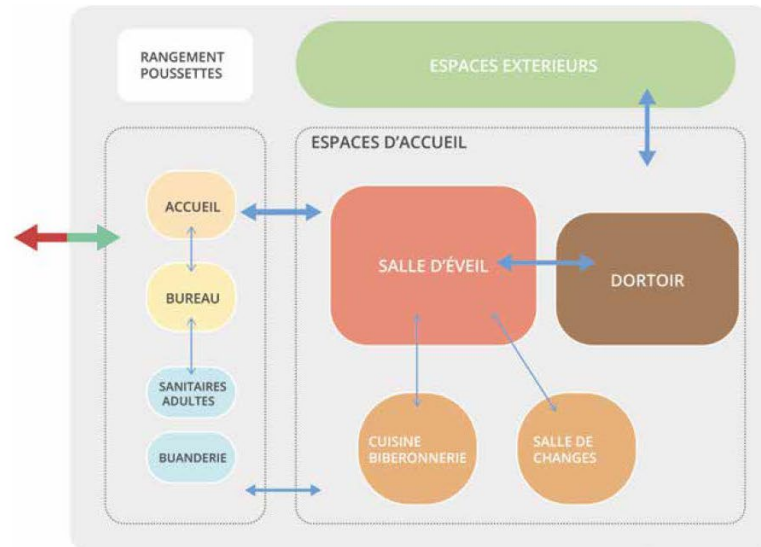 RANGEMENT
POUSSETTES
ESPACES EXTERIEURS
ESPACES D'ACCUEIL
ACCUEIL
BUREAU
SANITAIRES
ADULTES
BUANDERIE
SALLE D'ÉVEIL
DORTOIR
CUISINE
BIBERONNERIE
SALLE DE
CHANGES